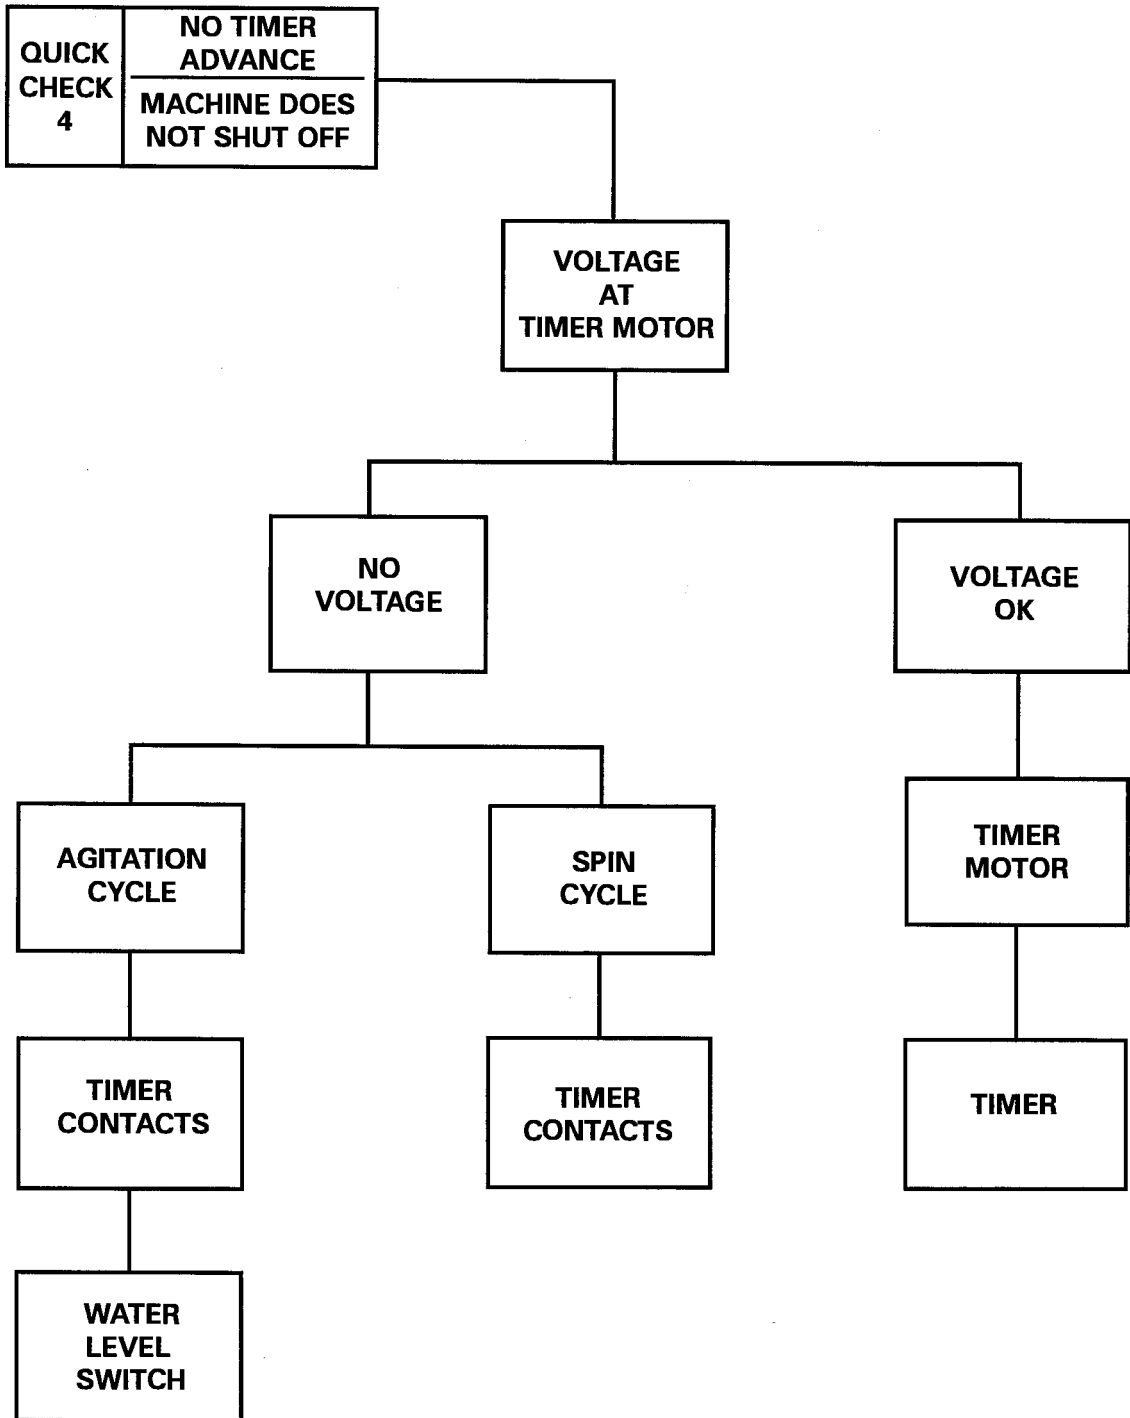 QUICK
CHECK
4
NO TIMER
ADVANCE
MACHINE DOES
NOT SHUT OFF
VOLTAGE
AT
TIMER MOTOR
NO
VOLTAGE
VOLTAGE
OK
AGITATION
CYCLE
SPIN
CYCLE
TIMER
MOTOR
TIMER
CONTACTS
TIMER
CONTACTS
TIMER
WATER
LEVEL
SWITCH